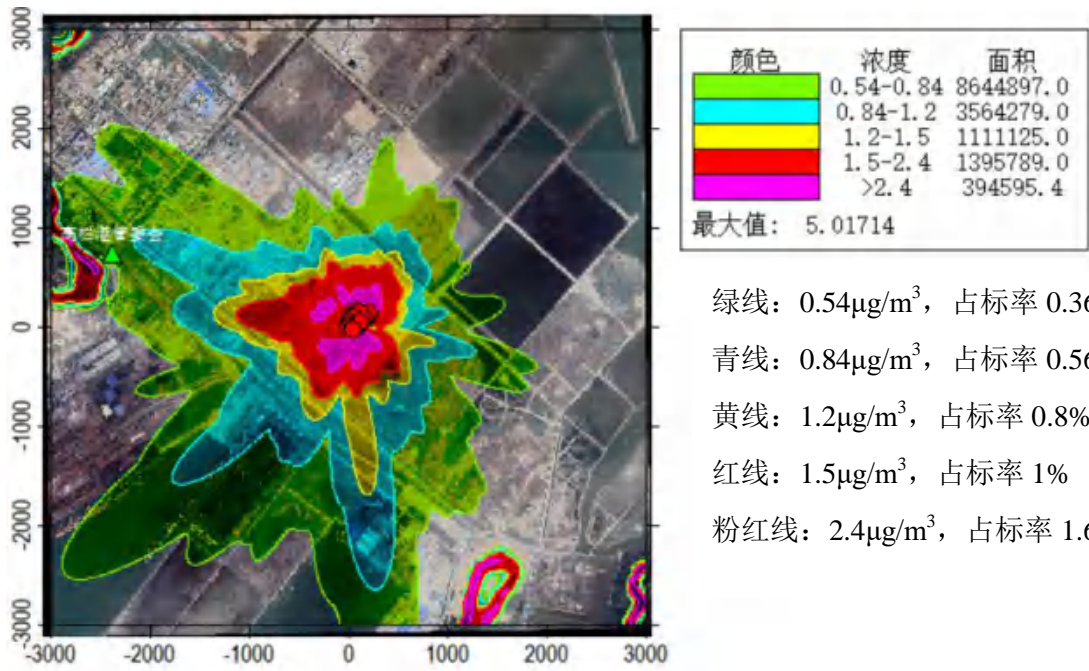 3000
2000
1000
0
-1000
-2000
-3000
-3000 -2000 -1000 0 1000 2000 3000
颜色 浓度 面积
0.54-0.84 8644897.0
0.84-1.2 3564279.0
1.2-1.5 1111125.0
1.5-2.4 1395789.0
>2.4 394595.4
最大值: 5.01714
绿线：0.54μg/m³，占标率 0.36
青线：0.84μg/m³，占标率 0.56
黄线：1.2μg/m³，占标率 0.8%
红线：1.5μg/m³，占标率 1%
粉红线：2.4μg/m³，占标率 1.6